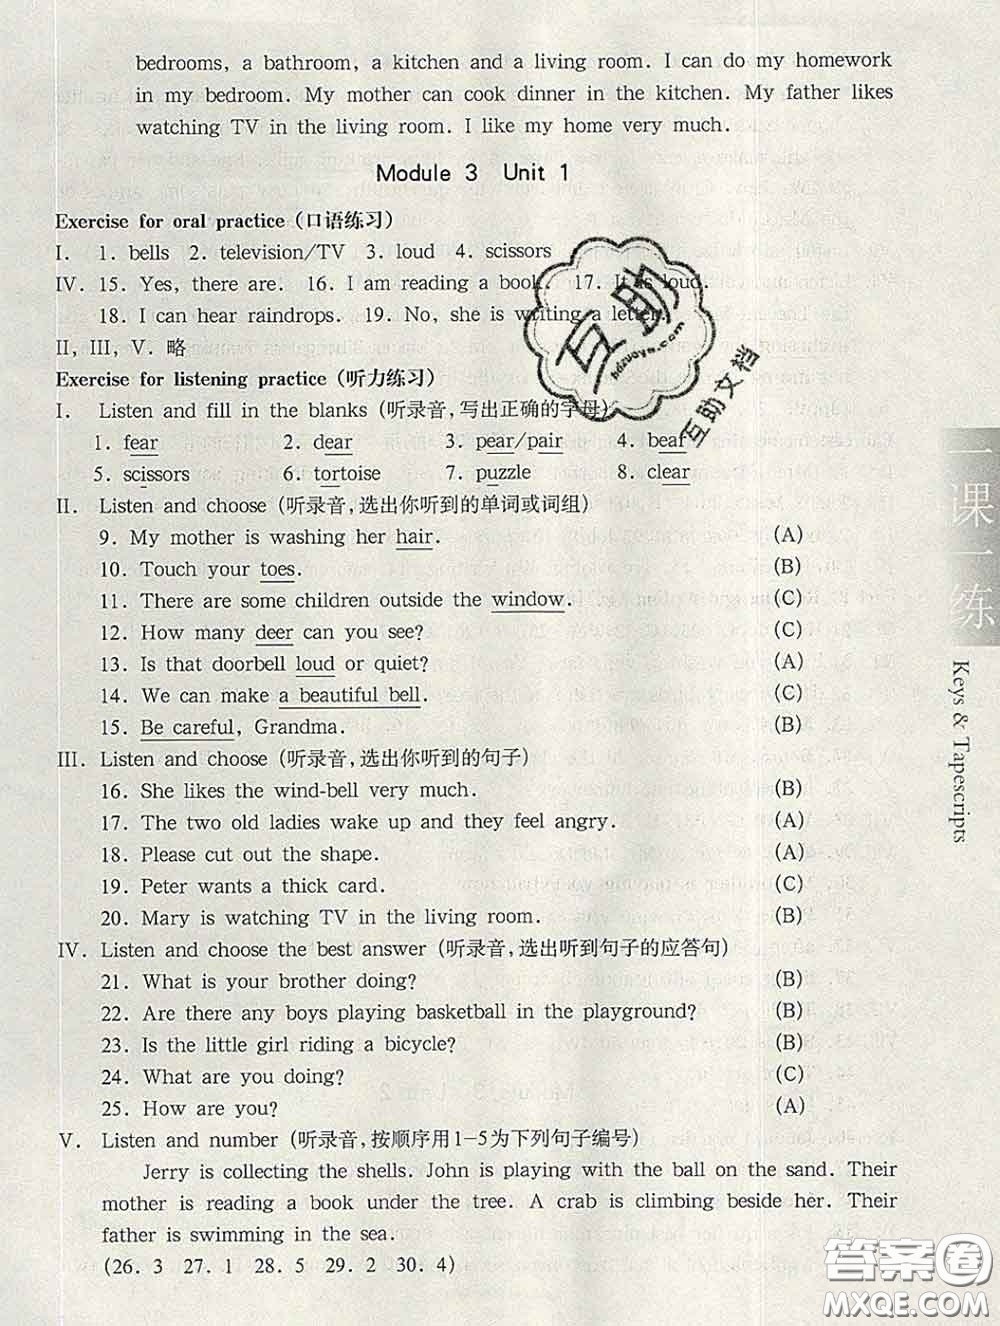 bedrooms, a bathroom, a kitchen and a living room. I can do my homework
in my bedroom. My mother can cook dinner in the kitchen. My father likes
watching TV in the living room. I like my home very much.
Module 3 Unit 1
Exercise for oral practice (口语练习)
I. 1. bells 2. television/TV 3. loud 4. scissors
IV. 15. Yes, there are. 16. I am reading a book. 17. It is loud.
18. I can hear raindrops. 19. No, she is writing a letter.
II, III, V. 略
Exercise for listening practice (听力练习)
I. Listen and fill in the blanks (听录音,写出正确的字母)
1. fear 2. dear 3. pear/pair 4. bear
5. scissors 6. tortoise 7. puzzle 8. clear
II. Listen and choose (听录音,选出你听到的单词或词组)
9. My mother is washing her hair. (A)
10. Touch your toes. (B)
11. There are some children outside the window. (C)
12. How many deer can you see? (C)
13. Is that doorbell loud or quiet? (A)
14. We can make a beautiful bell. (C)
15. Be careful, Grandma. (B)
III. Listen and choose (听录音,选出你听到的句子)
16. She likes the wind-bell very much. (B)
17. The two old ladies wake up and they feel angry. (A)
18. Please cut out the shape. (A)
19. Peter wants a thick card. (C)
20. Mary is watching TV in the living room. (B)
IV. Listen and choose the best answer (听录音,选出听到句子的应答句)
21. What is your brother doing? (B)
22. Are there any boys playing basketball in the playground? (B)
23. Is the little girl riding a bicycle? (B)
24. What are you doing? (C)
25. How are you? (A)
V. Listen and number (听录音,按顺序用1-5为下列句子编号)
Jerry is collecting the shells. John is playing with the ball on the sand. Their
mother is reading a book under the tree. A crab is climbing beside her. Their
father is swimming in the sea.
(26. 3 27. 1 28. 5 29. 2 30. 4)
一课一练
Keys & Tapescripts
互助
hdzuoye.com
互助文档
答案圈
MXQE.COM